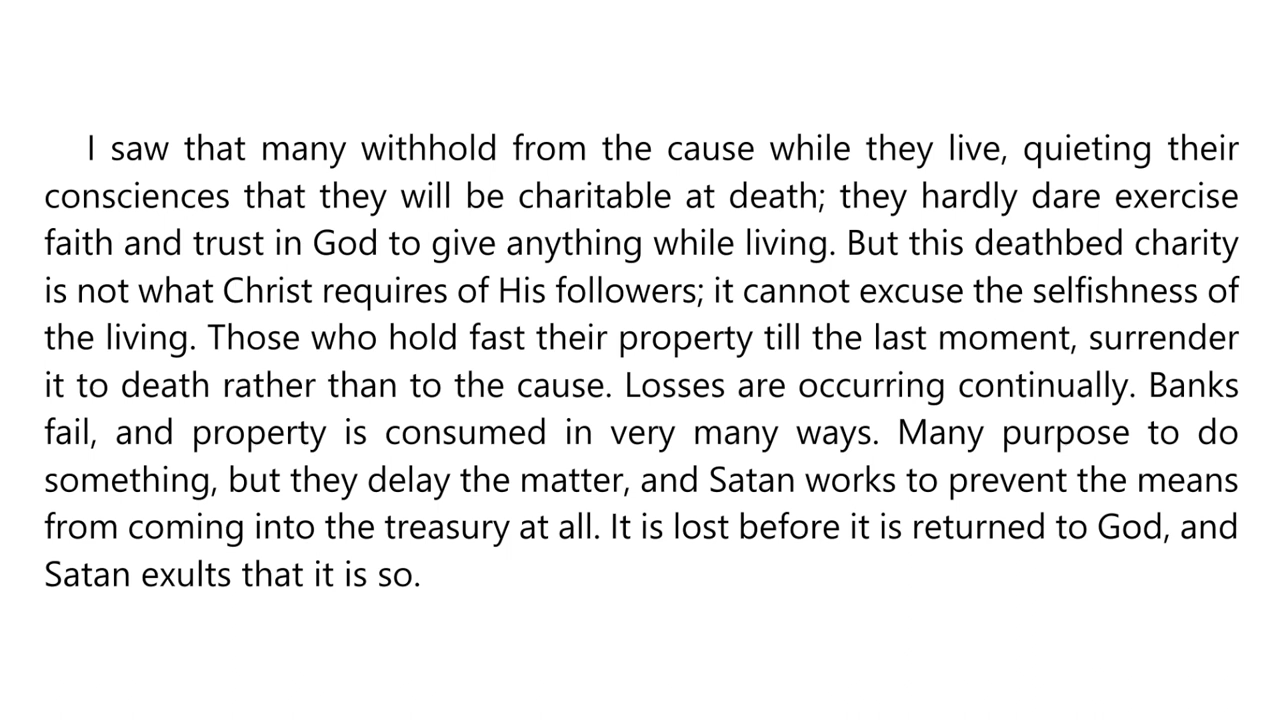 I saw that many withhold from the cause while they live, quieting their
consciences that they will be charitable at death; they hardly dare exercise
faith and trust in God to give anything while living. But this deathbed charity
is not what Christ requires of His followers; it cannot excuse the selfishness of
the living. Those who hold fast their property till the last moment, surrender
it to death rather than to the cause. Losses are occurring continually. Banks
fail, and property is consumed in very many ways. Many purpose to do
something, but they delay the matter, and Satan works to prevent the means
from coming into the treasury at all. It is lost before it is returned to God, and
Satan exults that it is so.